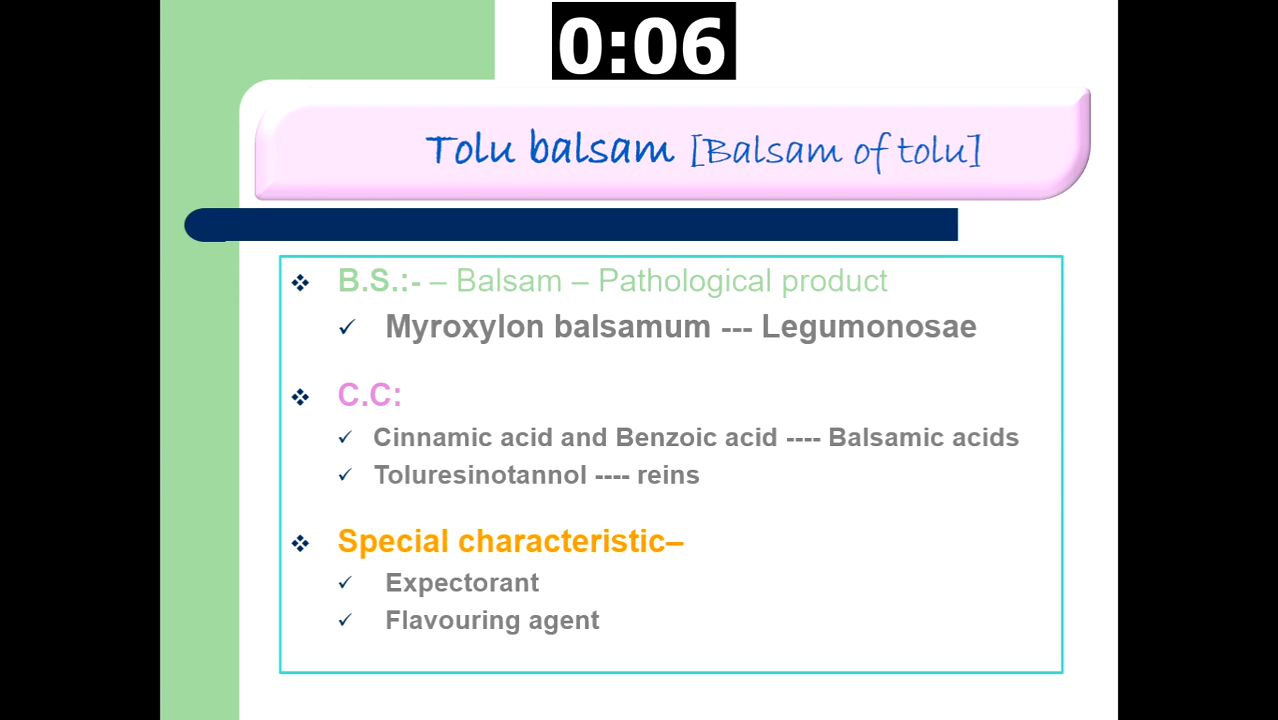 0:06
Tolu balsam [Balsam of tolu]
B.S.:- – Balsam – Pathological product
Myroxylon balsamum --- Legumonosae
C.C:
Cinnamic acid and Benzoic acid ---- Balsamic acids
Toluresinotannol ---- reins
Special characteristic–
Expectorant
Flavouring agent